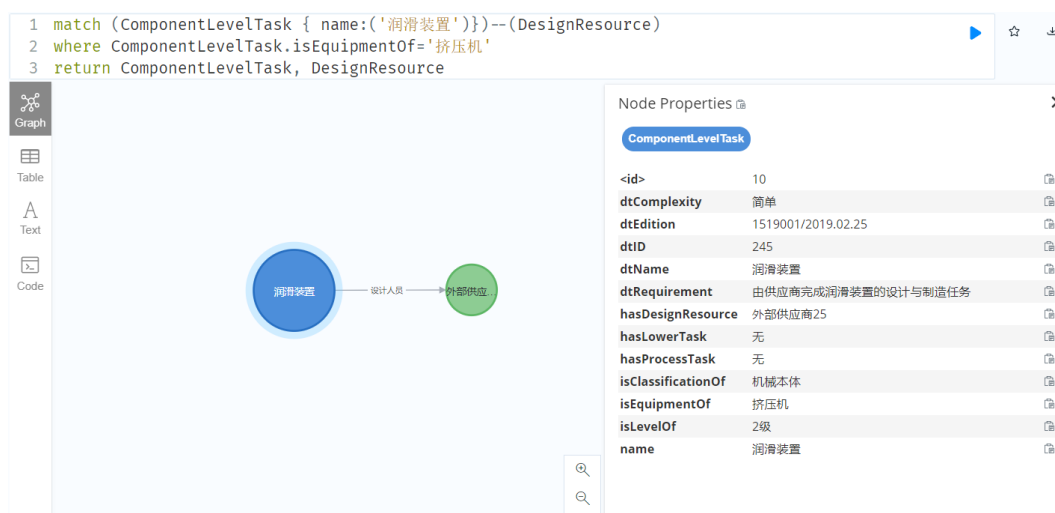 1 match (ComponentLevelTask { name:('润滑装置')})--(DesignResource)
2 where ComponentLevelTask.isEquipmentOf='挤压机'
3 return ComponentLevelTask, DesignResource
Graph
Table
Text
Code
润滑装置
设计人员
外部供应...
Node Properties
ComponentLevelTask
<id> 10
dtComplexity 简单
dtEdition 1519001/2019.02.25
dtID 245
dtName 润滑装置
dtRequirement 由供应商完成润滑装置的设计与制造任务
hasDesignResource 外部供应商25
hasLowerTask 无
hasProcessTask 无
isClassificationOf 机械本体
isEquipmentOf 挤压机
isLevelOf 2级
name 润滑装置